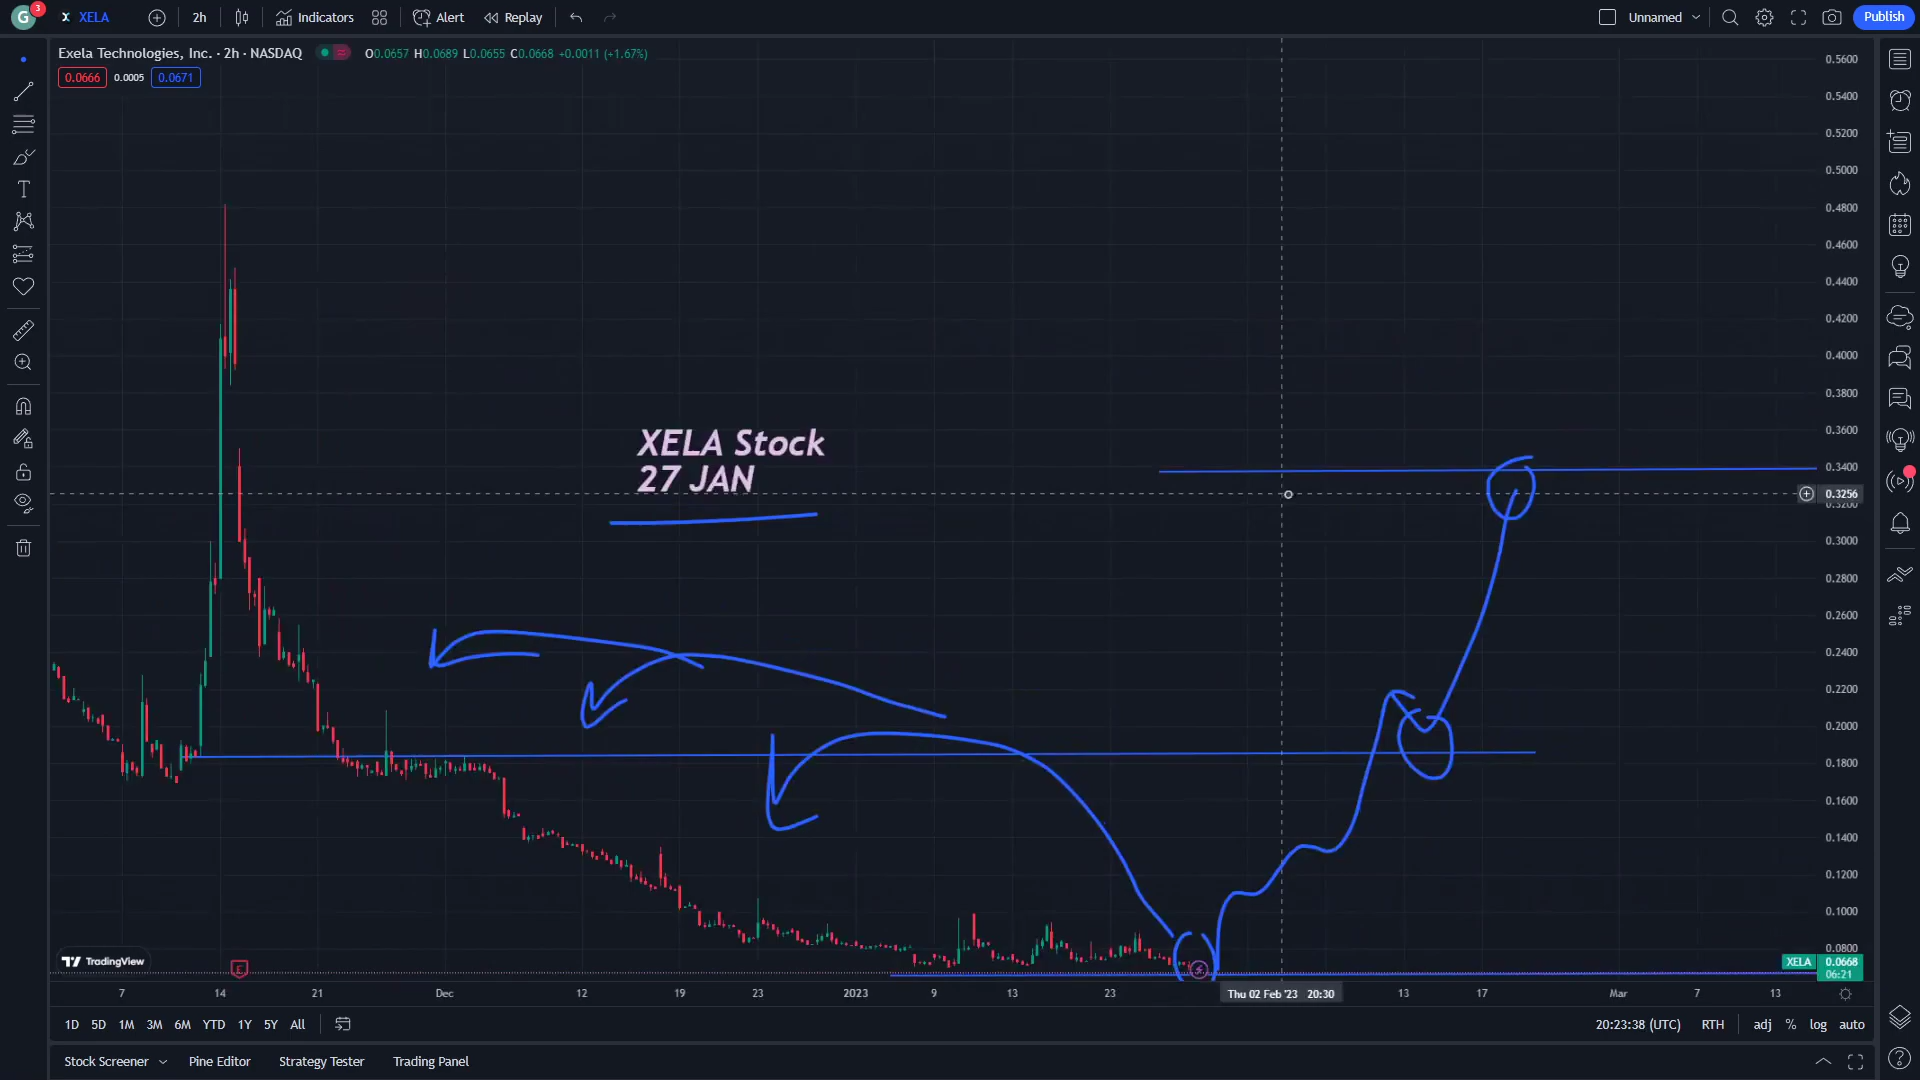 G 3 XELA 2h Indicators Alert Replay Unnamed Publish
Exela Technologies, Inc. · 2h · NASDAQ O0.0657 H0.0689 L0.0655 C0.0668 +0.0011 (+1.67%)
0.0666 0.0005 0.0671
0.5600
0.5400
0.5200
0.5000
0.4800
0.4600
0.4400
0.4200
0.4000
0.3800
0.3600
XELA Stock
27 JAN
0.3400
0.3256
0.3200
0.3000
0.2800
0.2600
0.2400
0.2200
0.2000
0.1800
0.1600
0.1400
0.1200
0.1000
0.0800
TradingView
E
XELA 0.0668
06:21
7 14 21 Dec 12 19 23 2023 9 13 23 Thu 02 Feb '23 20:30 13 17 Mar 7 13
1D 5D 1M 3M 6M YTD 1Y 5Y All 20:23:38 (UTC) RTH adj % log auto
Stock Screener Pine Editor Strategy Tester Trading Panel